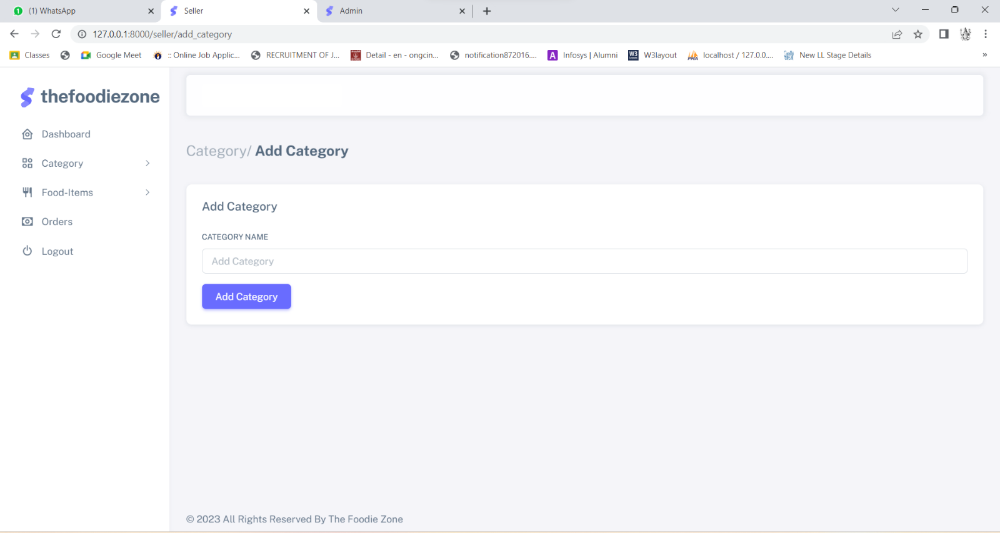 1 (1) WhatsApp
Seller
Admin
127.0.0.1:8000/seller/add_category
Classes
Google Meet
:: Online Job Applic...
RECRUITMENT OF J...
Detail - en - ongcin...
notification872016....
A Infosys | Alumni
W3 W3layout
PMA localhost / 127.0.0....
New LL Stage Details
»
thefoodiezone
Dashboard
Category
Food-Items
Orders
Logout
Category/ Add Category
Add Category
CATEGORY NAME
Add Category
Add Category
© 2023 All Rights Reserved By The Foodie Zone